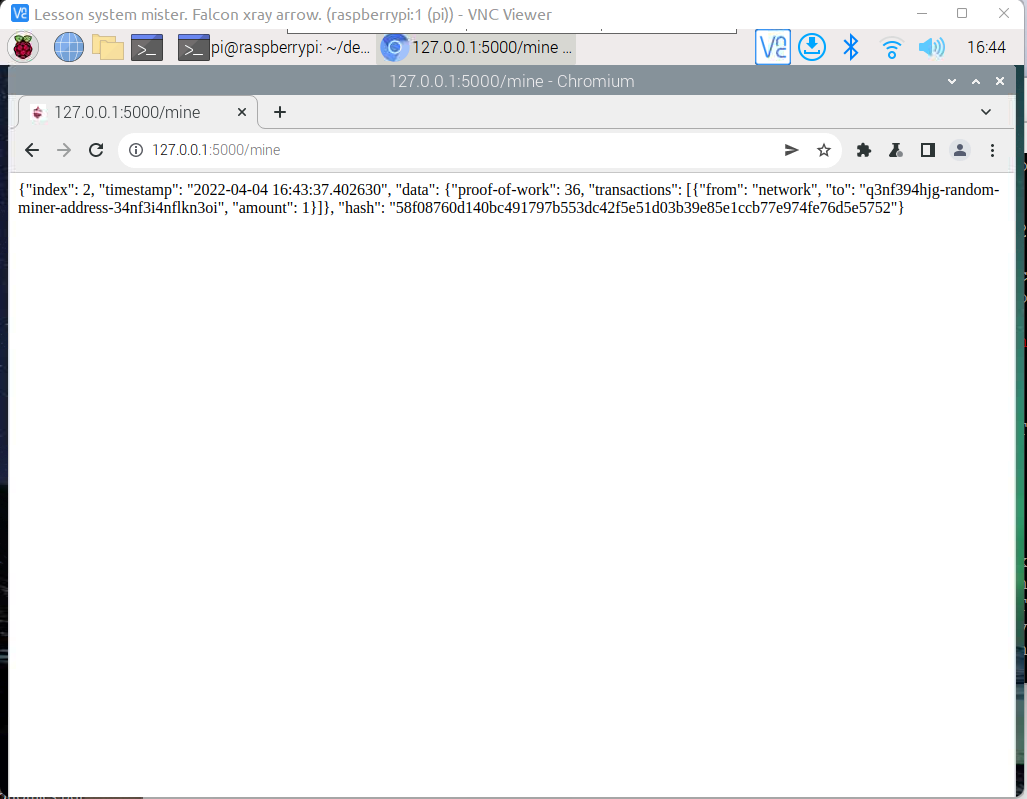 Lesson system mister. Falcon xray arrow. (raspberrypi:1 (pi)) - VNC Viewer
pi@raspberrypi: ~/de... 127.0.0.1:5000/mine ... 16:44
127.0.0.1:5000/mine - Chromium
127.0.0.1:5000/mine
127.0.0.1:5000/mine
{"index": 2, "timestamp": "2022-04-04 16:43:37.402630", "data": {"proof-of-work": 36, "transactions": [{"from": "network", "to": "q3nf394hjg-random-
miner-address-34nf3i4nflkn3oi", "amount": 1}]}, "hash": "58f08760d140bc491797b553dc42f5e51d03b39e85e1ccb77e974fe76d5e5752"}